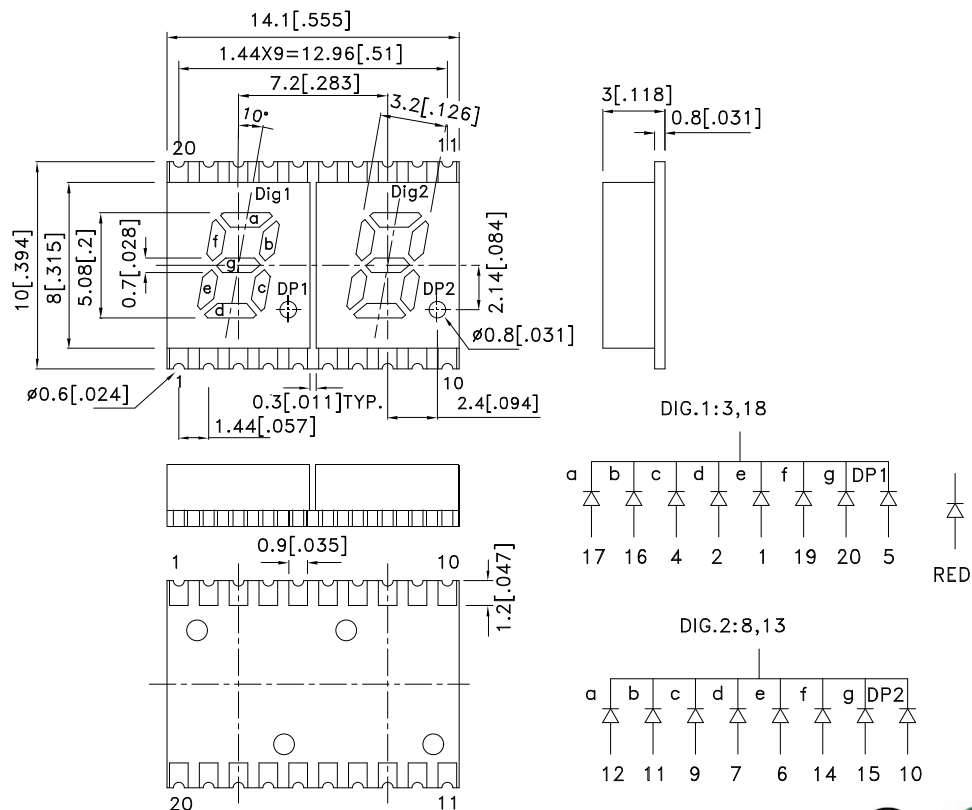 14.1[.555]
1.44X9=12.96[.51]
7.2[.283]
10°
3.2[.126]
20
11
Dig1
Dig2
a
f
b
g
e
c
d
DP1
DP2
10[.394]
8[.315]
5.08[.2]
0.7[.028]
2.14[.084]
ø0.8[.031]
1
10
ø0.6[.024]
0.3[.011]TYP.
2.4[.094]
1.44[.057]
3[.118]
0.8[.031]
0.9[.035]
1
10
1.2[.047]
20
11
DIG.1:3,18
a b c d e f g DP1
17 16 4 2 1 19 20 5
RED
DIG.2:8,13
a b c d e f g DP2
12 11 9 7 6 14 15 10